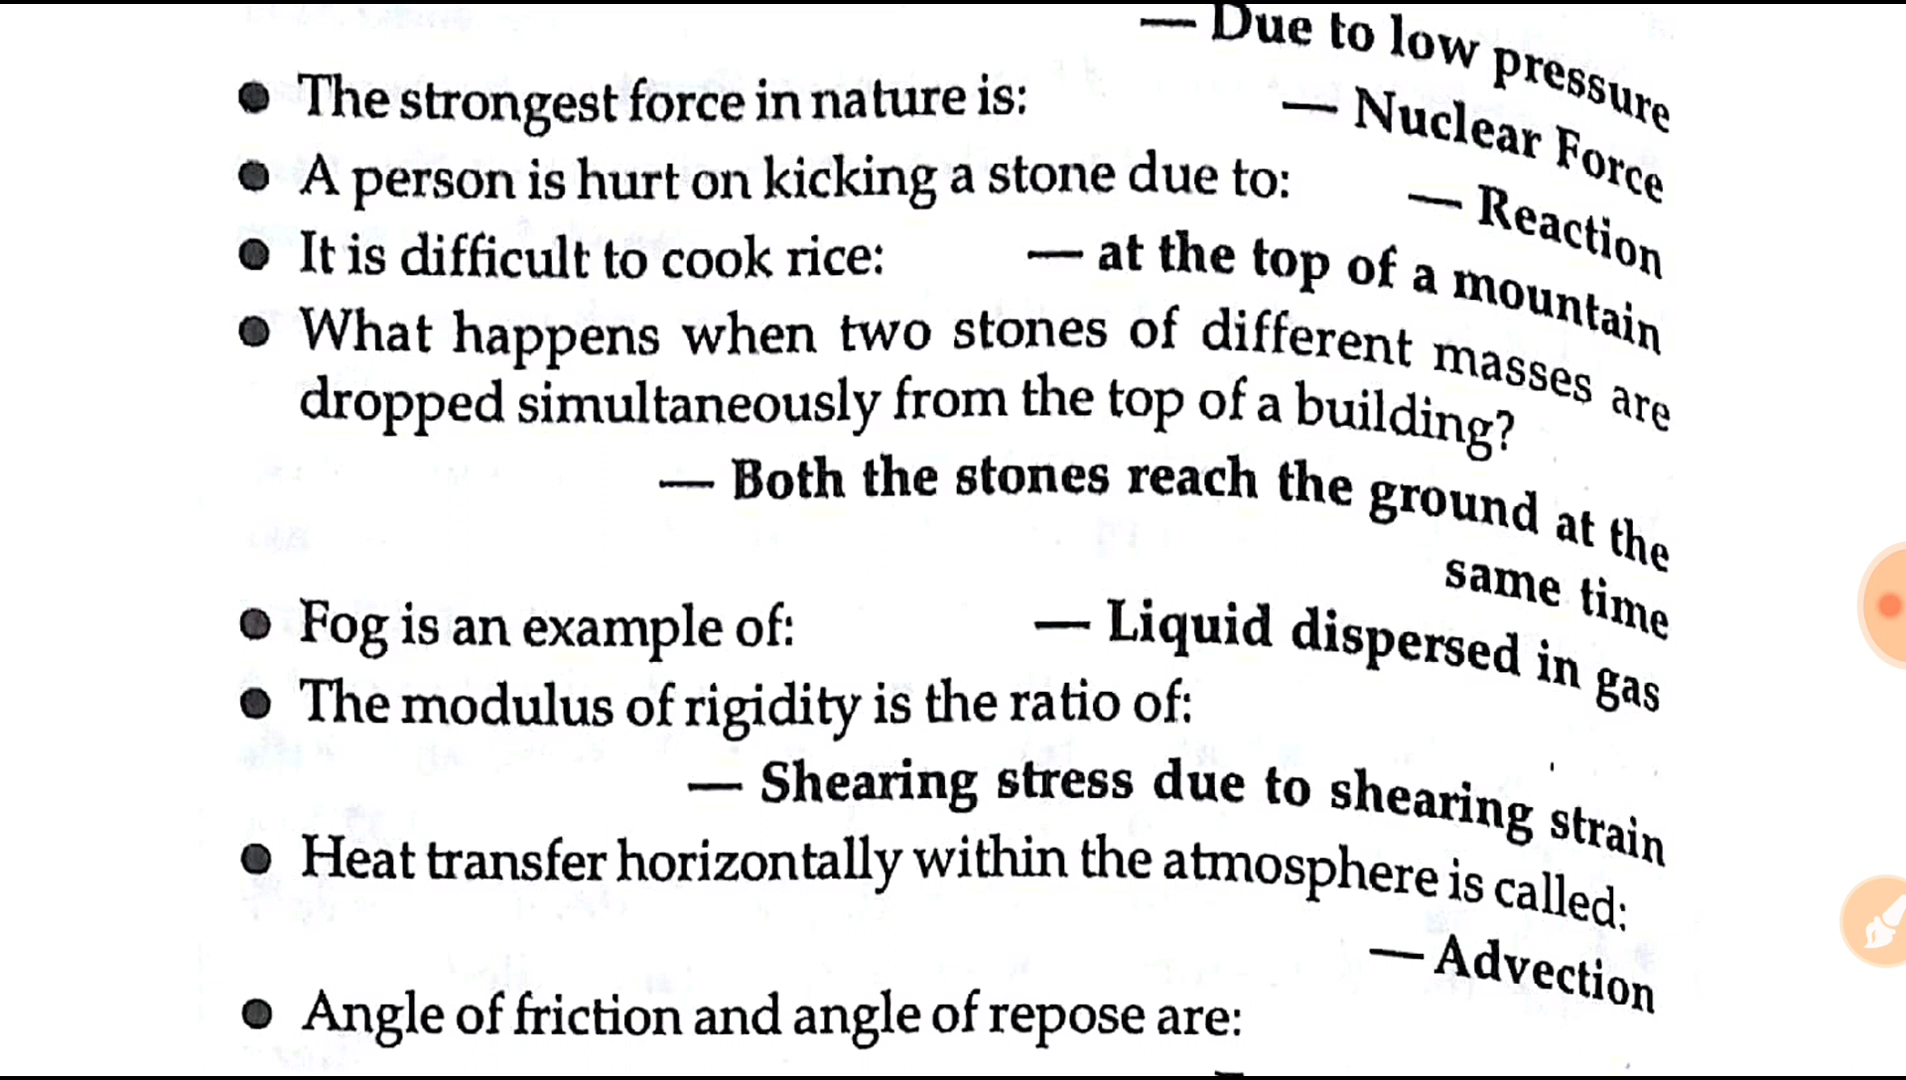 — Due to low pressure
● The strongest force in nature is: — Nuclear Force
● A person is hurt on kicking a stone due to: — Reaction
● It is difficult to cook rice: — at the top of a mountain
● What happens when two stones of different masses are
dropped simultaneously from the top of a building?
— Both the stones reach the ground at the
same time
● Fog is an example of: — Liquid dispersed in gas
● The modulus of rigidity is the ratio of:
— Shearing stress due to shearing strain
● Heat transfer horizontally within the atmosphere is called:
— Advection
● Angle of friction and angle of repose are: